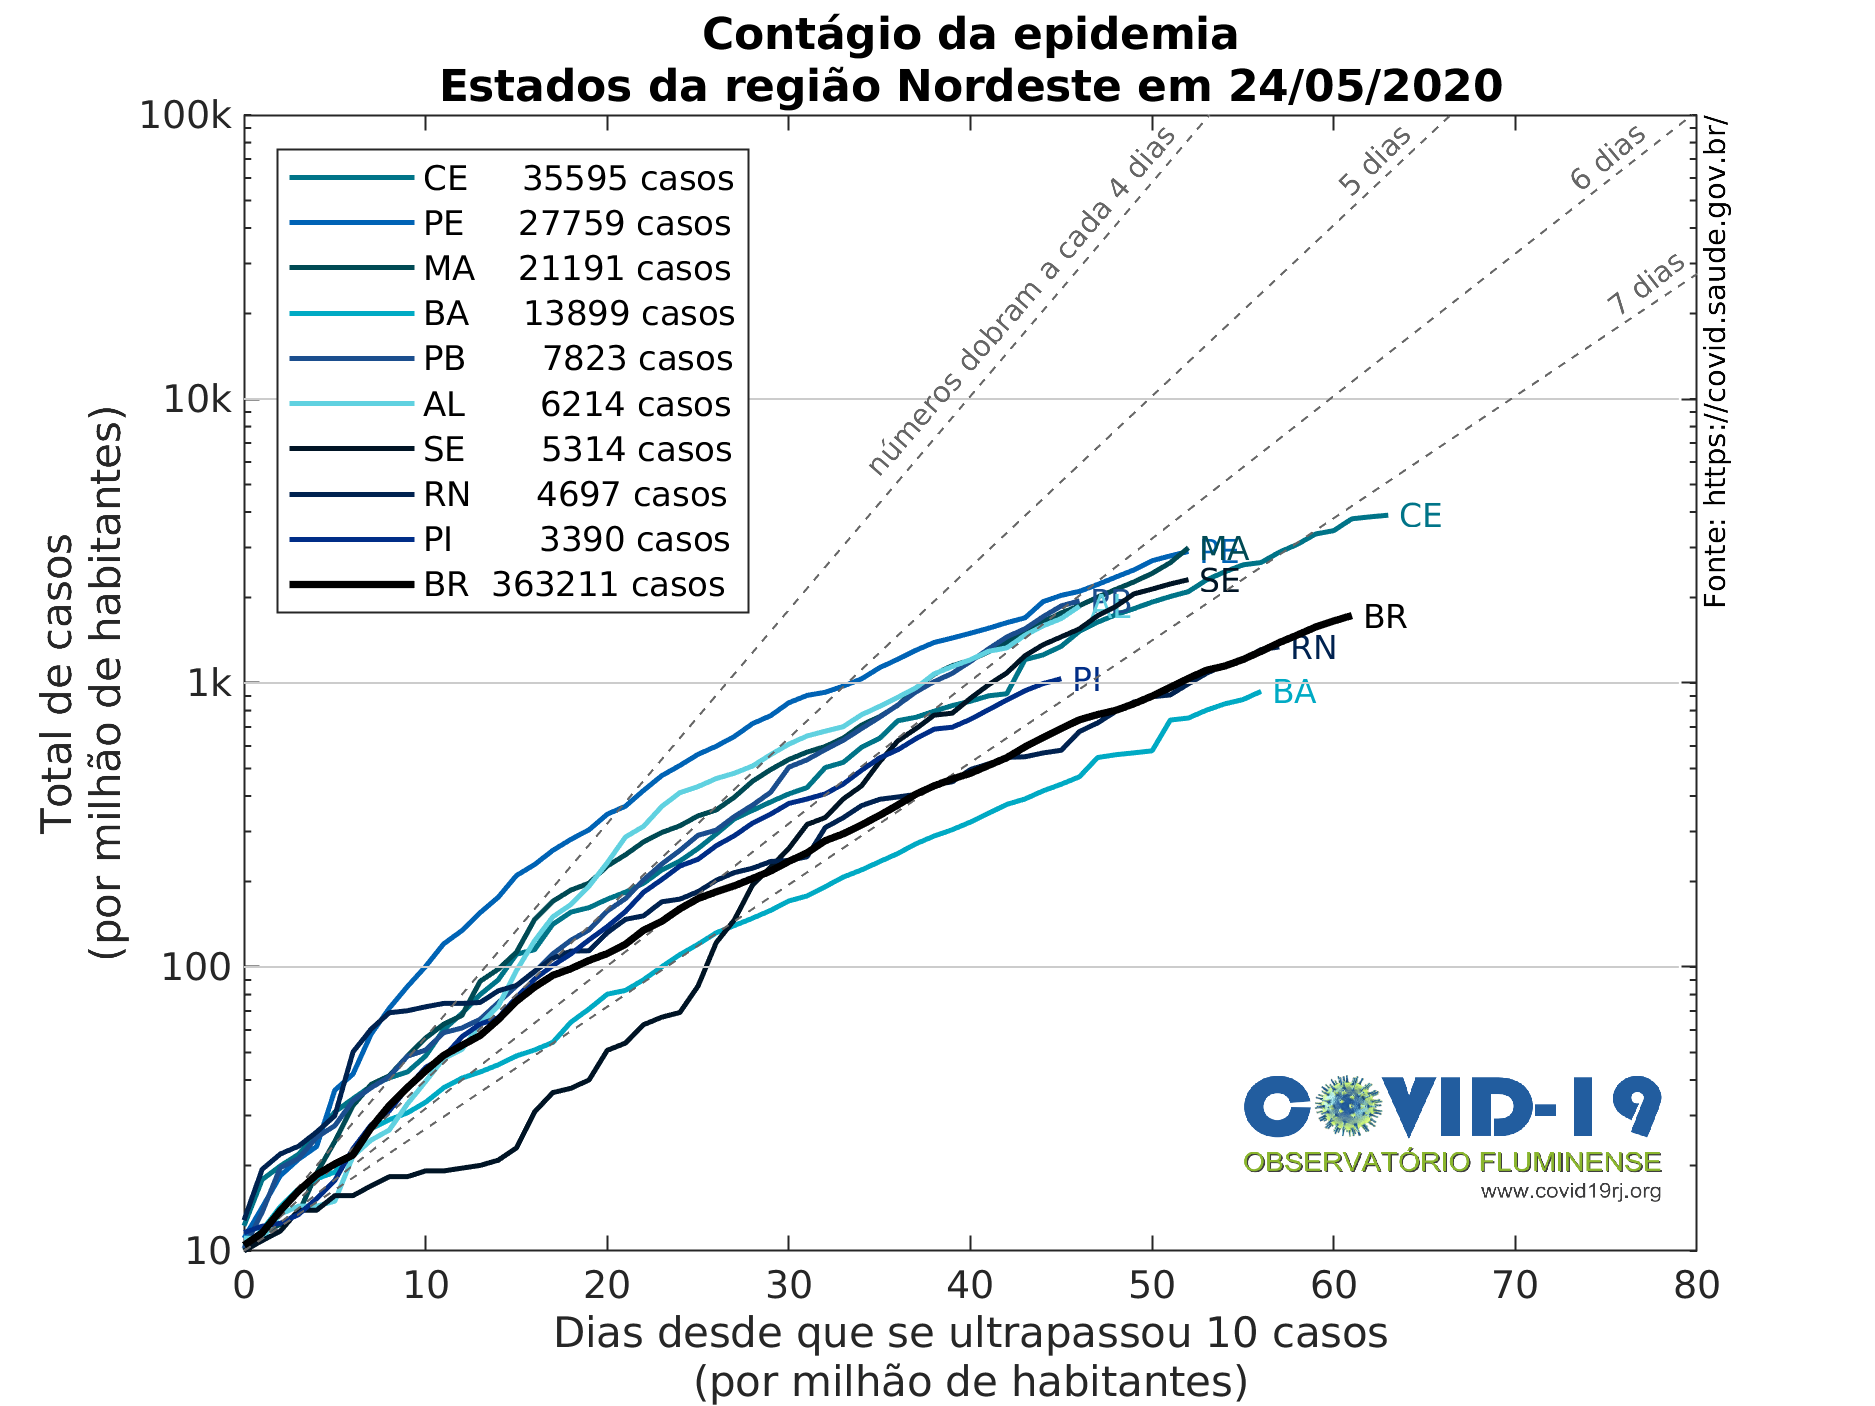 Contágio da epidemia
Estados da região Nordeste em 24/05/2020
100k
10k
1k
100
10
Total de casos
(por milhão de habitantes)
CE 35595 casos
PE 27759 casos
MA 21191 casos
BA 13899 casos
PB 7823 casos
AL 6214 casos
SE 5314 casos
RN 4697 casos
PI 3390 casos
BR 363211 casos
números dobram a cada 4 dias
5 dias
6 dias
7 dias
Fonte: https://covid.saude.gov.br/
CE
MA
PE
SE
PB
AL
BR
RN
PI
BA
COVID-19
OBSERVATÓRIO FLUMINENSE
www.covid19rj.org
0 10 20 30 40 50 60 70 80
Dias desde que se ultrapassou 10 casos
(por milhão de habitantes)